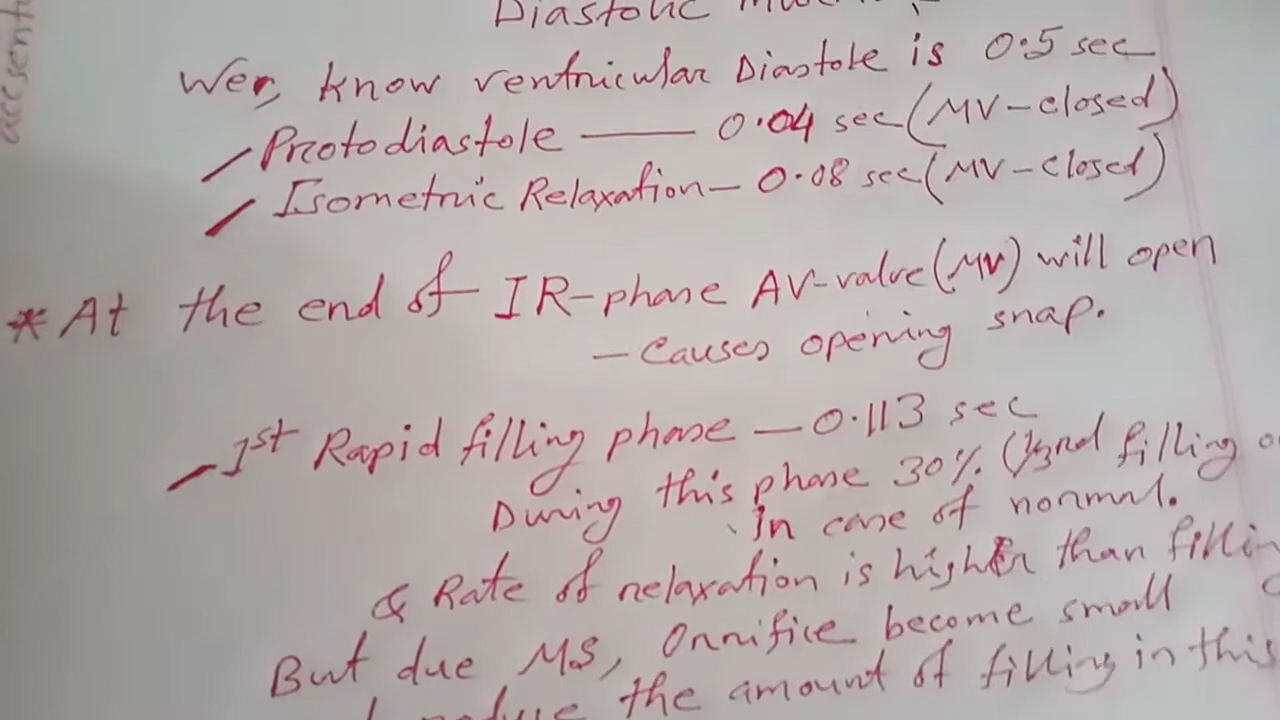 Diastolic
We, know ventricular Diastole is 0.5 sec
Protodiastole — 0.04 sec (MV-closed)
Isometric Relaxation - 0.08 sec (MV-closed)
* At the end of IR-phase AV-valve (MV) will open
- Causes opening snap.
1st Rapid filling phase - 0.113 sec
During this phase 30% (1/3rd filling
In case of normal.
& Rate of relaxation is higher than
But due MS, Orrifice become small
the amount of filling in this